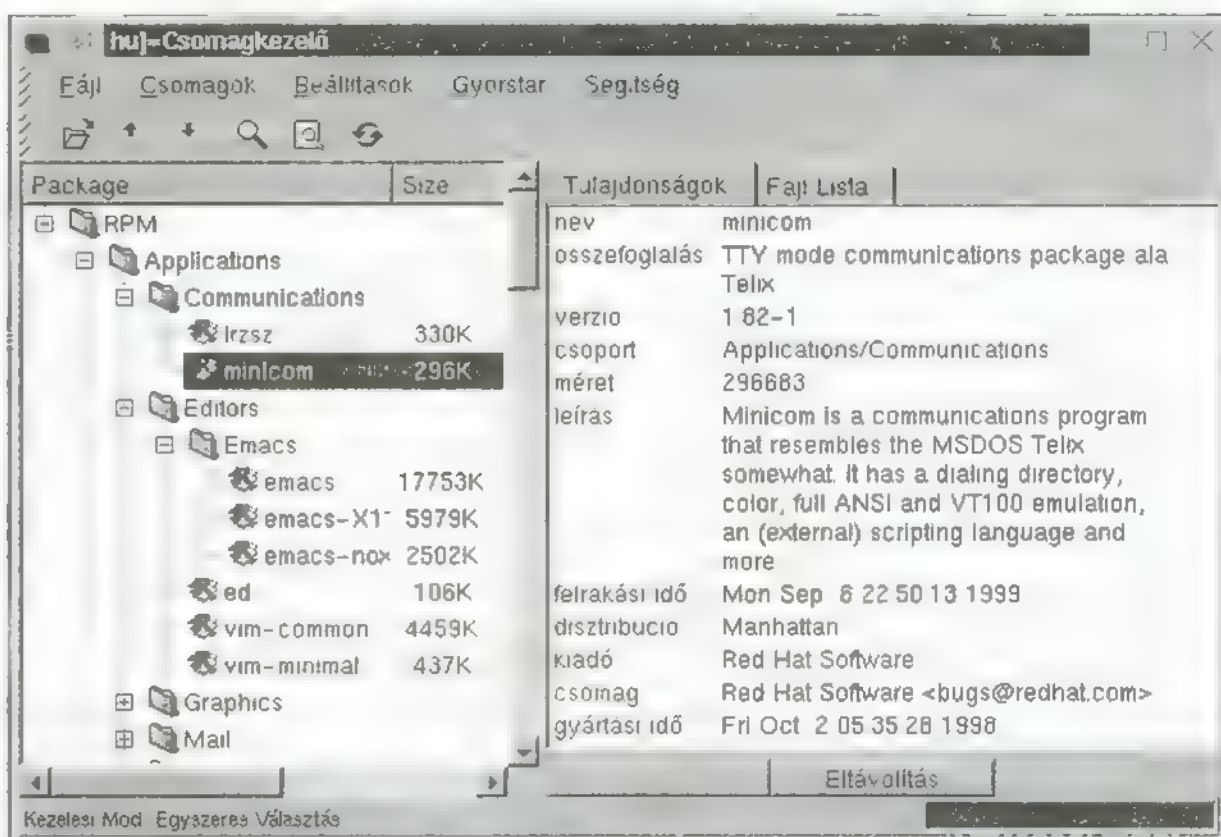 hu]=Csomagkezelő
Fájl Csomagok Beállítasok Gyorstar Segítség
Package Size
RPM
Applications
Communications
lrzsz 330K
minicom 296K
Editors
Emacs
emacs 17753K
emacs-X11 5979K
emacs-nox 2502K
ed 106K
vim-common 4459K
vim-minimal 437K
Graphics
Mail
Tulajdonságok Fajl Lista
nev minicom
osszefoglalás TTY mode communications package ala
Telix
verzio 1 82-1
csoport Applications/Communications
méret 296683
leírás Minicom is a communications program
that resembles the MSDOS Telix
somewhat. It has a dialing directory,
color, full ANSI and VT100 emulation,
an (external) scripting language and
more
felrakási idő Mon Sep 6 22 50 13 1999
disztribucio Manhattan
kiadó Red Hat Software
csomag Red Hat Software <bugs@redhat.com>
gyártási idő Fri Oct 2 05 35 28 1998
Eltávolítás
Kezelesi Mod Egyszeres Választás